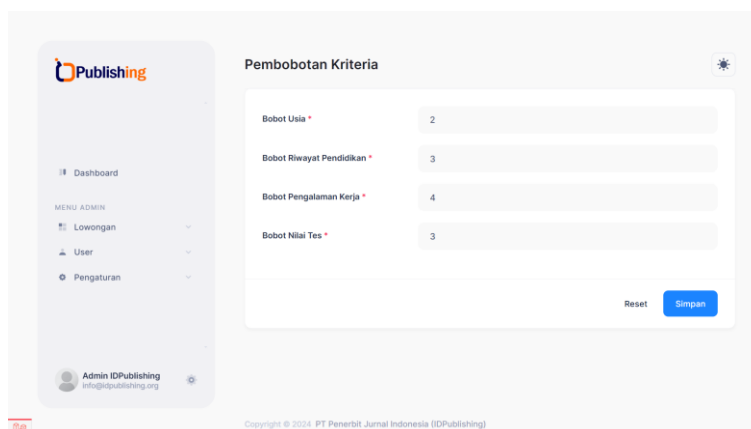 IDPublishing
Dashboard
MENU ADMIN
Lowongan
User
Pengaturan
Admin IDPublishing
info@idpublishing.org
Pembobotan Kriteria
Bobot Usia *
2
Bobot Riwayat Pendidikan *
3
Bobot Pengalaman Kerja *
4
Bobot Nilai Tes *
3
Reset
Simpan
Copyright © 2024 PT Penerbit Jurnal Indonesia (IDPublishing)